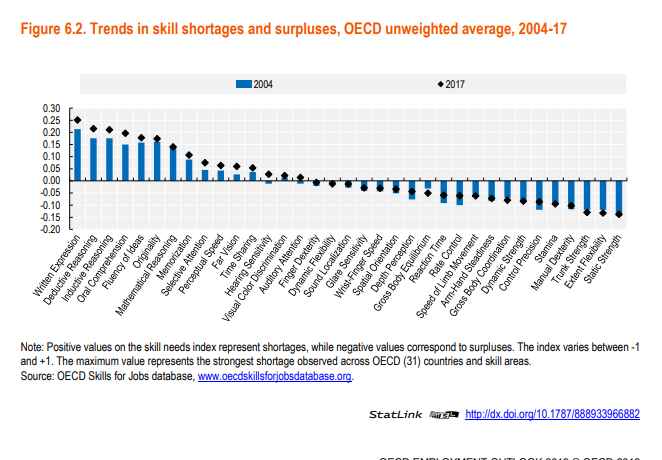 Figure 6.2. Trends in skill shortages and surpluses, OECD unweighted average, 2004-17
2004
2017
0.30
0.25
0.20
0.15
0.10
0.05
0.00
-0.05
-0.10
-0.15
-0.20
Written Expression
Deductive Reasoning
Inductive Reasoning
Oral Comprehension
Fluency of Ideas
Originality
Mathematical Reasoning
Memorization
Selective Attention
Perceptual Speed
Far Vision
Time Sharing
Hearing Sensitivity
Visual Color Discrimination
Auditory Attention
Finger Dexterity
Dynamic Flexibility
Sound Localization
Glare Sensitivity
Wrist-Finger Speed
Spatial Orientation
Depth Perception
Gross Body Equilibrium
Reaction Time
Rate Control
Speed of Limb Movement
Arm-Hand Steadiness
Gross Body Coordination
Dynamic Strength
Control Precision
Stamina
Manual Dexterity
Trunk Strength
Extent Flexibility
Static Strength
Note: Positive values on the skill needs index represent shortages, while negative values correspond to surpluses. The index varies between -1
and +1. The maximum value represents the strongest shortage observed across OECD (31) countries and skill areas.
Source: OECD Skills for Jobs database, www.oecdskillsforjobsdatabase.org.
StatLink http://dx.doi.org/10.1787/888933966882